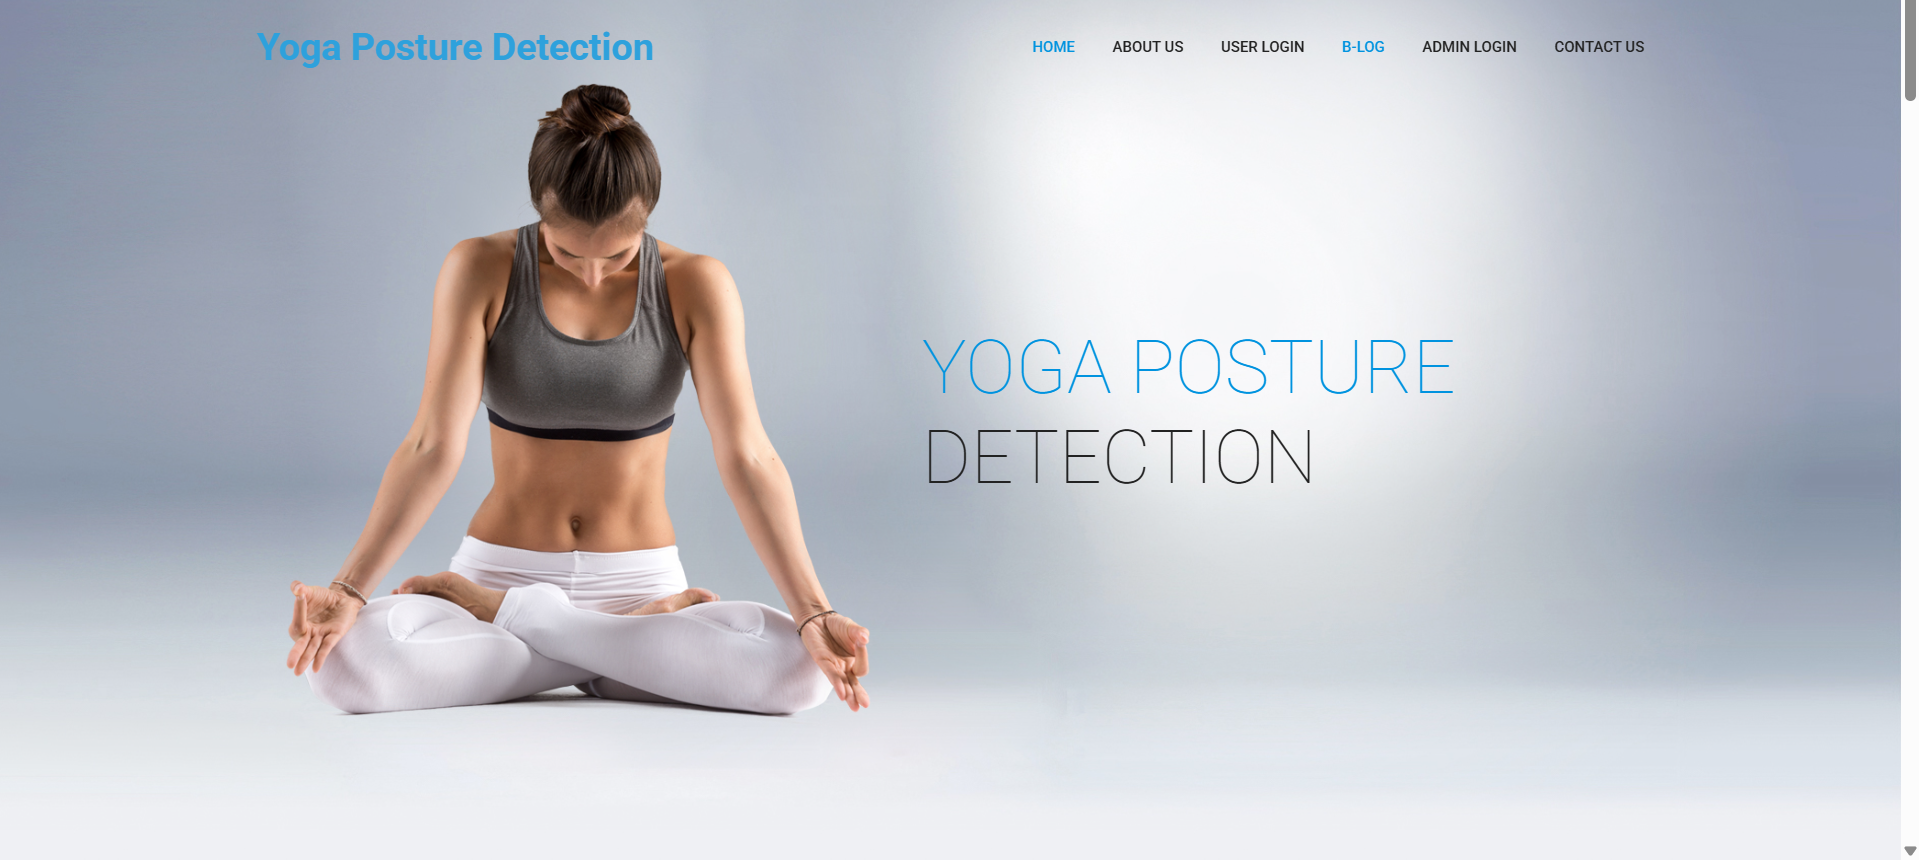 Yoga Posture Detection
HOME ABOUT US USER LOGIN B-LOG ADMIN LOGIN CONTACT US
YOGA POSTURE
DETECTION